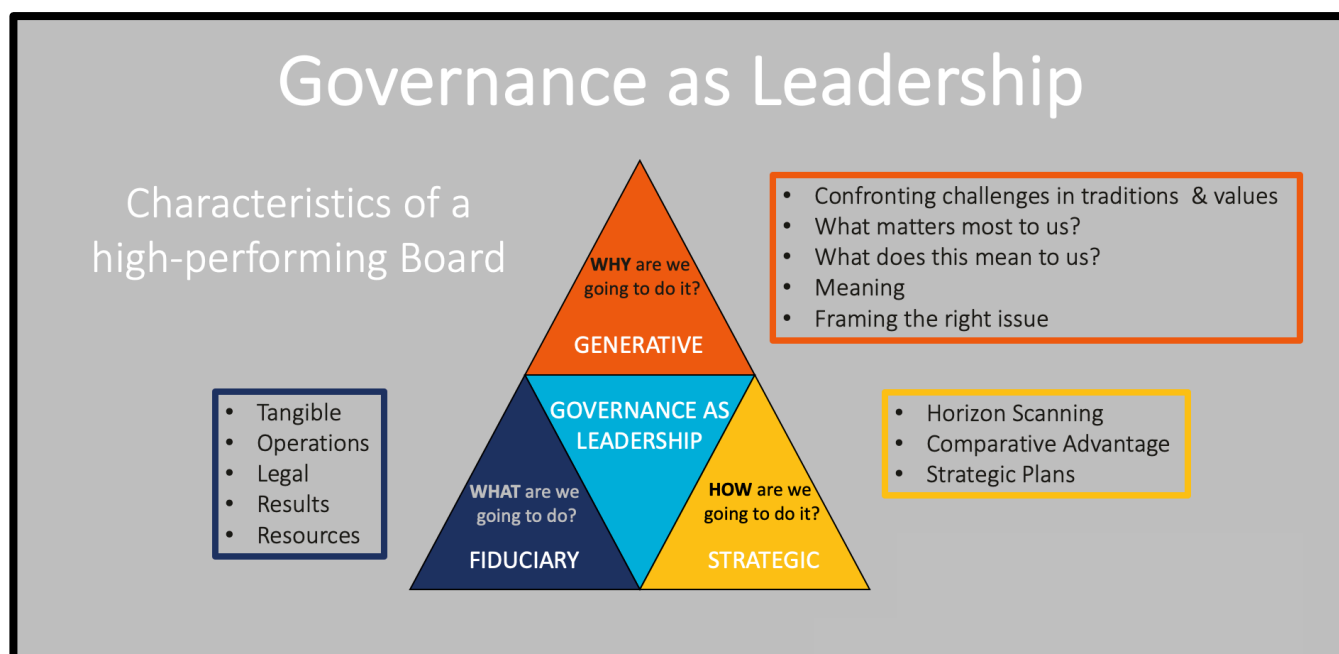 Governance as Leadership
Characteristics of a
high-performing Board
WHY are we
going to do it?
GENERATIVE
• Confronting challenges in traditions & values
• What matters most to us?
• What does this mean to us?
• Meaning
• Framing the right issue
• Tangible
• Operations
• Legal
• Results
• Resources
GOVERNANCE AS
LEADERSHIP
WHAT are we
going to do?
FIDUCIARY
HOW are we
going to do it?
STRATEGIC
• Horizon Scanning
• Comparative Advantage
• Strategic Plans